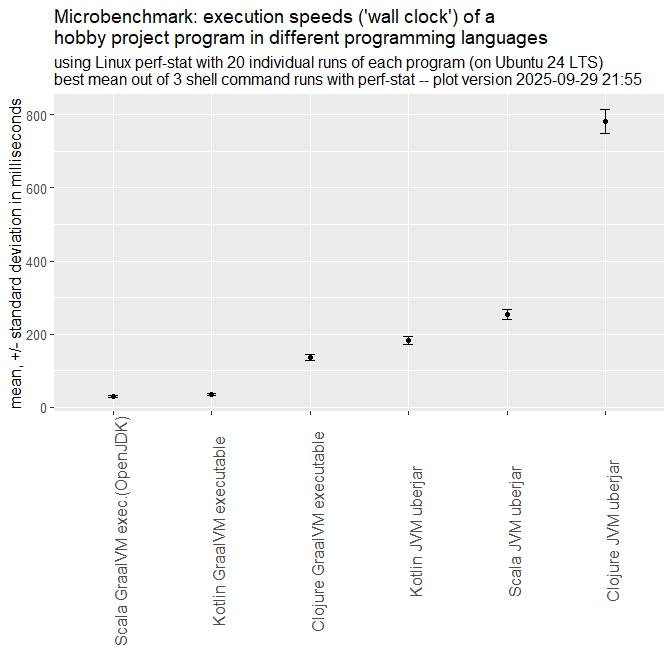 Microbenchmark: execution speeds ('wall clock') of a
hobby project program in different programming languages
using Linux perf-stat with 20 individual runs of each program (on Ubuntu 24 LTS)
best mean out of 3 shell command runs with perf-stat -- plot version 2025-09-29 21:55
mean, +/- standard deviation in milliseconds
800
600
400
200
0
Scala GraalVM exec.(OpenJDK)
Kotlin GraalVM executable
Clojure GraalVM executable
Kotlin JVM uberjar
Scala JVM uberjar
Clojure JVM uberjar